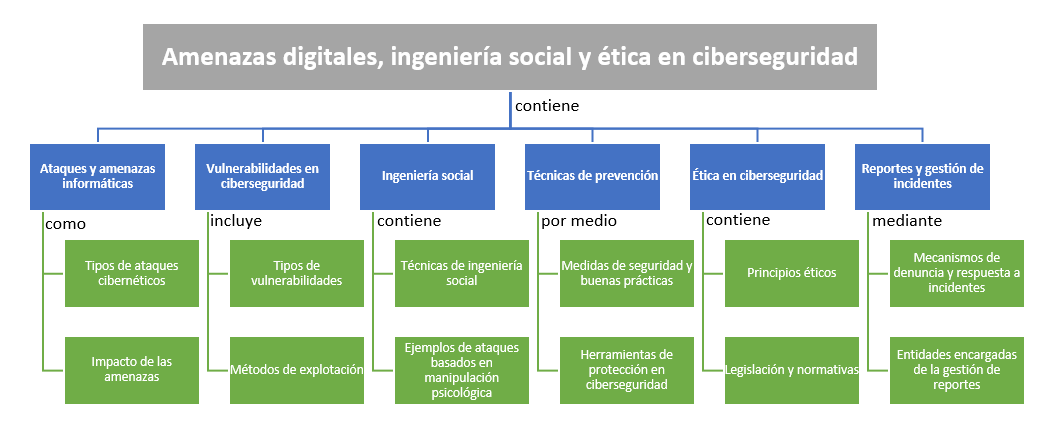 Amenazas digitales, ingeniería social y ética en ciberseguridad
contiene
Ataques y amenazas
informáticas
como
Tipos de ataques
cibernéticos
Impacto de las
amenazas
Vulnerabilidades en
ciberseguridad
incluye
Tipos de
vulnerabilidades
Métodos de explotación
Ingeniería social
contiene
Técnicas de ingeniería
social
Ejemplos de ataques
basados en
manipulación
psicológica
Técnicas de prevención
por medio
Medidas de seguridad y
buenas prácticas
Herramientas de
protección en
ciberseguridad
Ética en ciberseguridad
contiene
Principios éticos
Legislación y normativas
Reportes y gestión de
incidentes
mediante
Mecanismos de
denuncia y respuesta a
incidentes
Entidades encargadas
de la gestión de
reportes